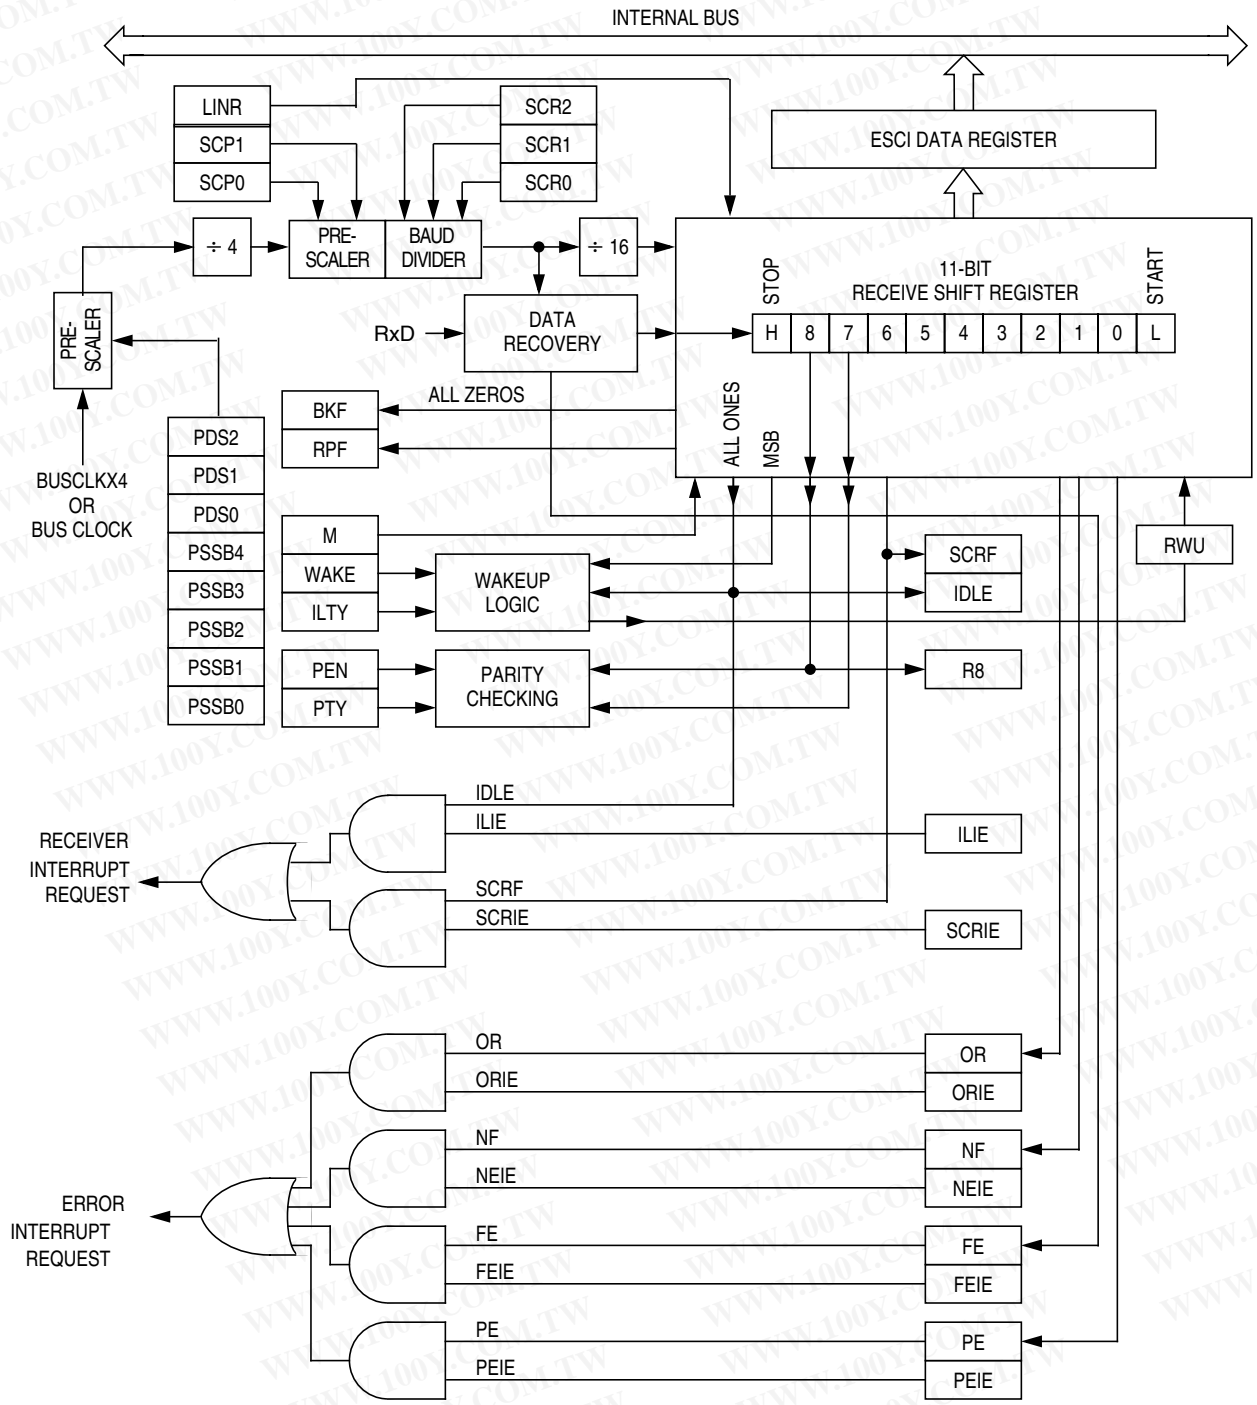 INTERNAL BUS
LINR
SCP1
SCP0
SCR2
SCR1
SCR0
ESCI DATA REGISTER
÷ 4
PRE-
SCALER
BAUD
DIVIDER
÷ 16
PRE-
SCALER
RxD
DATA
RECOVERY
STOP
11-BIT
RECEIVE SHIFT REGISTER
START
H 8 7 6 5 4 3 2 1 0 L
ALL ZEROS
BKF
RPF
ALL ONES
MSB
BUSCLKX4
OR
BUS CLOCK
PDS2
PDS1
PDS0
PSSB4
PSSB3
PSSB2
PSSB1
PSSB0
M
WAKE
ILTY
WAKEUP
LOGIC
SCRF
IDLE
RWU
PEN
PTY
PARITY
CHECKING
R8
RECEIVER
INTERRUPT
REQUEST
IDLE
ILIE
ILIE
SCRF
SCRIE
SCRIE
ERROR
INTERRUPT
REQUEST
OR
ORIE
OR
ORIE
NF
NEIE
NF
NEIE
FE
FEIE
FE
FEIE
PE
PEIE
PE
PEIE
WWW.100Y.COM.TW